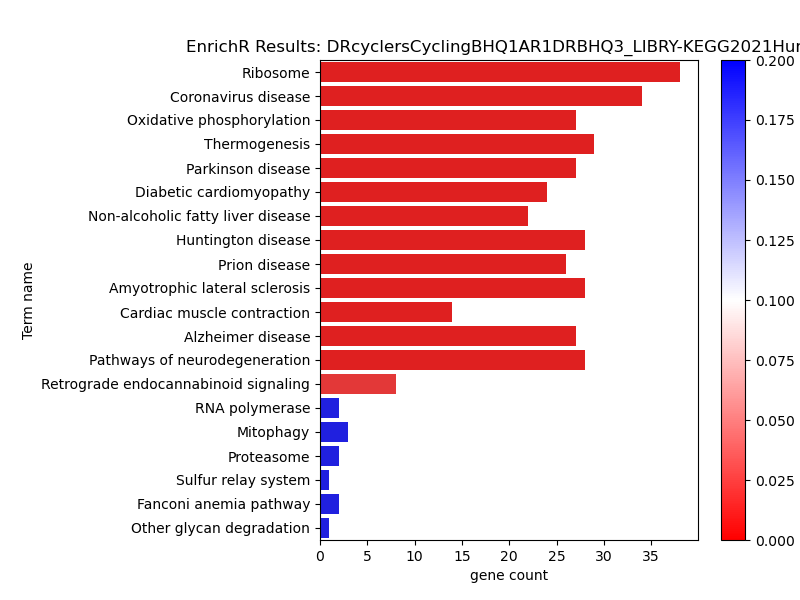 EnrichR Results: DRcyclersCyclingBHQ1AR1DRBHQ3_LIBRY-KEGG2021Hu
Term name
Ribosome
Coronavirus disease
Oxidative phosphorylation
Thermogenesis
Parkinson disease
Diabetic cardiomyopathy
Non-alcoholic fatty liver disease
Huntington disease
Prion disease
Amyotrophic lateral sclerosis
Cardiac muscle contraction
Alzheimer disease
Pathways of neurodegeneration
Retrograde endocannabinoid signaling
RNA polymerase
Mitophagy
Proteasome
Sulfur relay system
Fanconi anemia pathway
Other glycan degradation
0 5 10 15 20 25 30 35
gene count
0.200
0.175
0.150
0.125
0.100
0.075
0.050
0.025
0.000